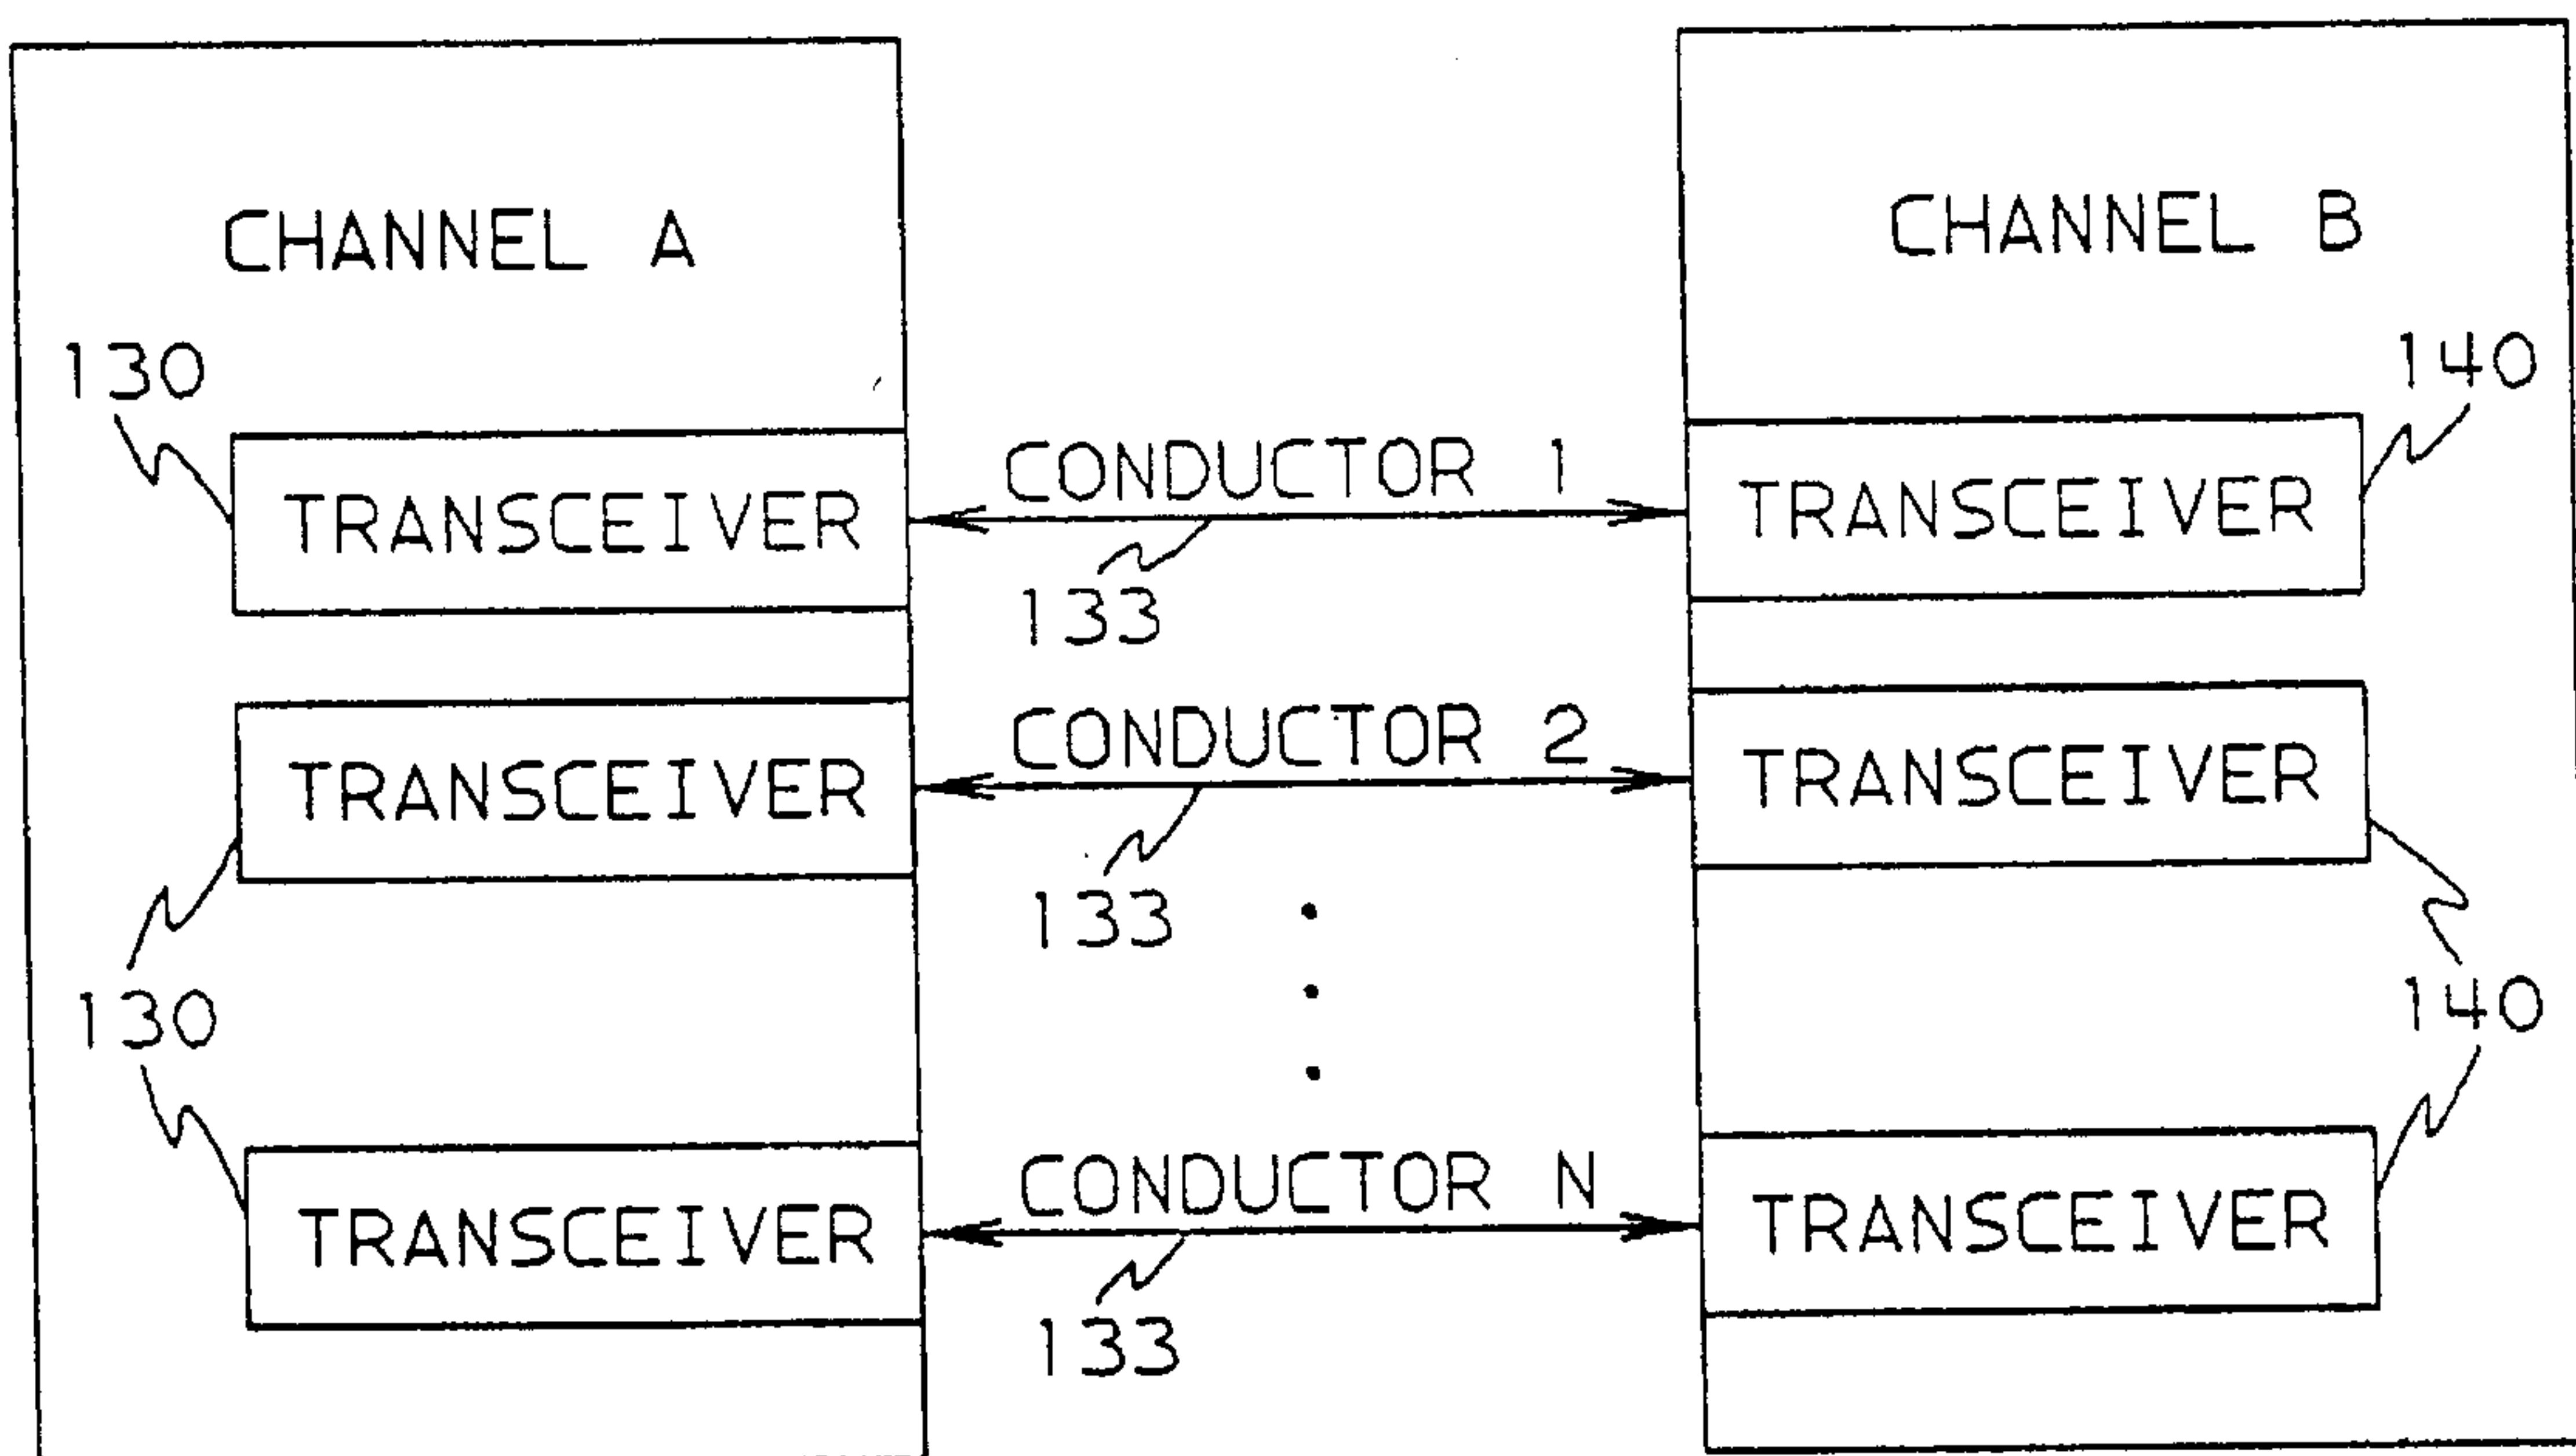 CHANNEL A
CHANNEL B
130
140
CONDUCTOR 1
TRANSCEIVER
TRANSCEIVER
133
CONDUCTOR 2
TRANSCEIVER
TRANSCEIVER
133
130
140
CONDUCTOR N
TRANSCEIVER
TRANSCEIVER
133